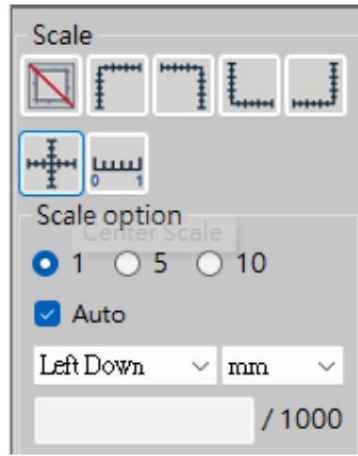 Scale
0 1
Scale option
Center Scale
1 5 10
Auto
Left Down mm
/ 1000